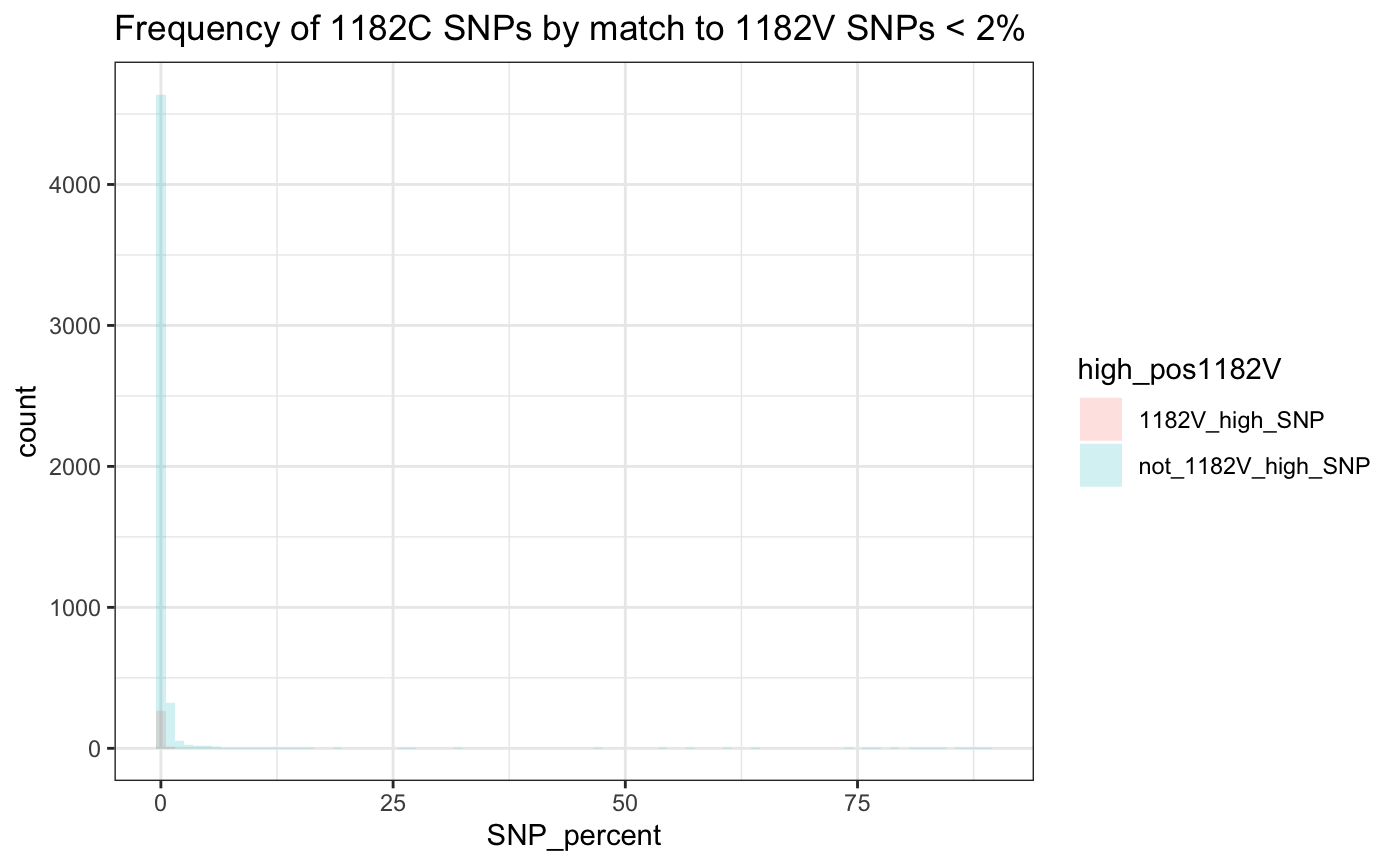 Frequency of 1182C SNPs by match to 1182V SNPs < 2%
4000
3000
2000
1000
0
count
0 25 50 75
SNP_percent
high_pos1182V
1182V_high_SNP
not_1182V_high_SNP